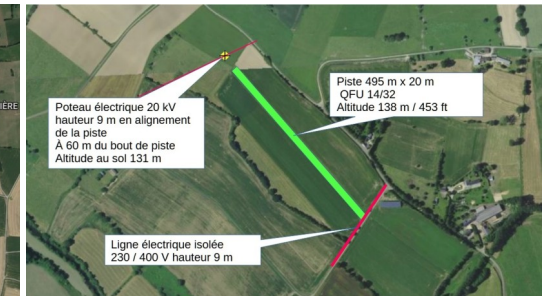 IÈRE
Poteau électrique 20 kV
hauteur 9 m en alignement
de la piste
À 60 m du bout de piste
Altitude au sol 131 m
Piste 495 m x 20 m
QFU 14/32
Altitude 138 m / 453 ft
Ligne électrique isolée
230 / 400 V hauteur 9 m